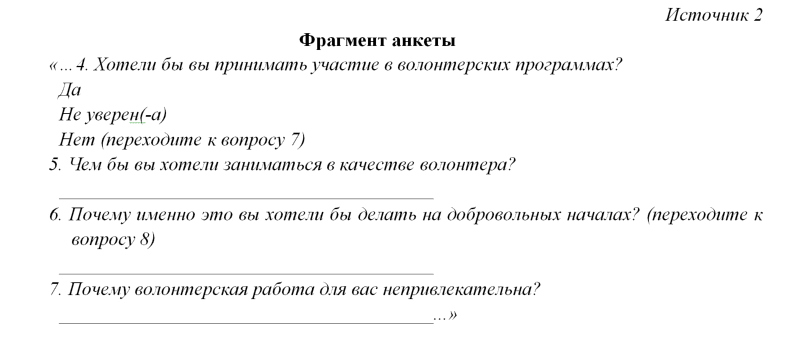 Источник 2
Фрагмент анкеты
«…4. Хотели бы вы принимать участие в волонтерских программах?
Да
Не уверен(-а)
Нет (переходите к вопросу 7)
5. Чем бы вы хотели заниматься в качестве волонтера?
6. Почему именно это вы хотели бы делать на добровольных началах? (переходите к
вопросу 8)
7. Почему волонтерская работа для вас непривлекательна?
…»